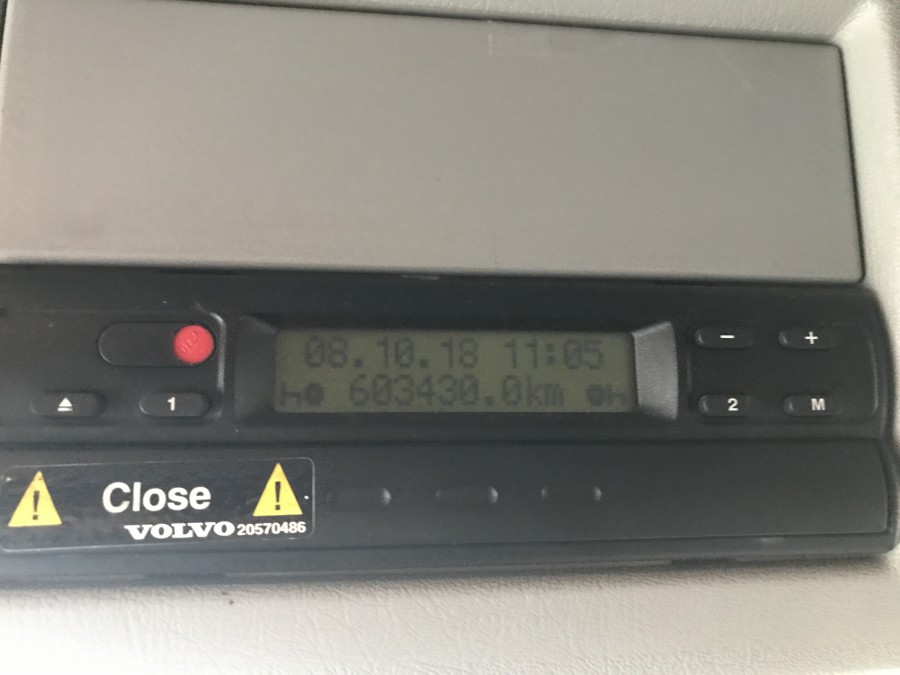 08.10.18 11:05
603430.0km
1
2
M
Close
VOLVO 20570486